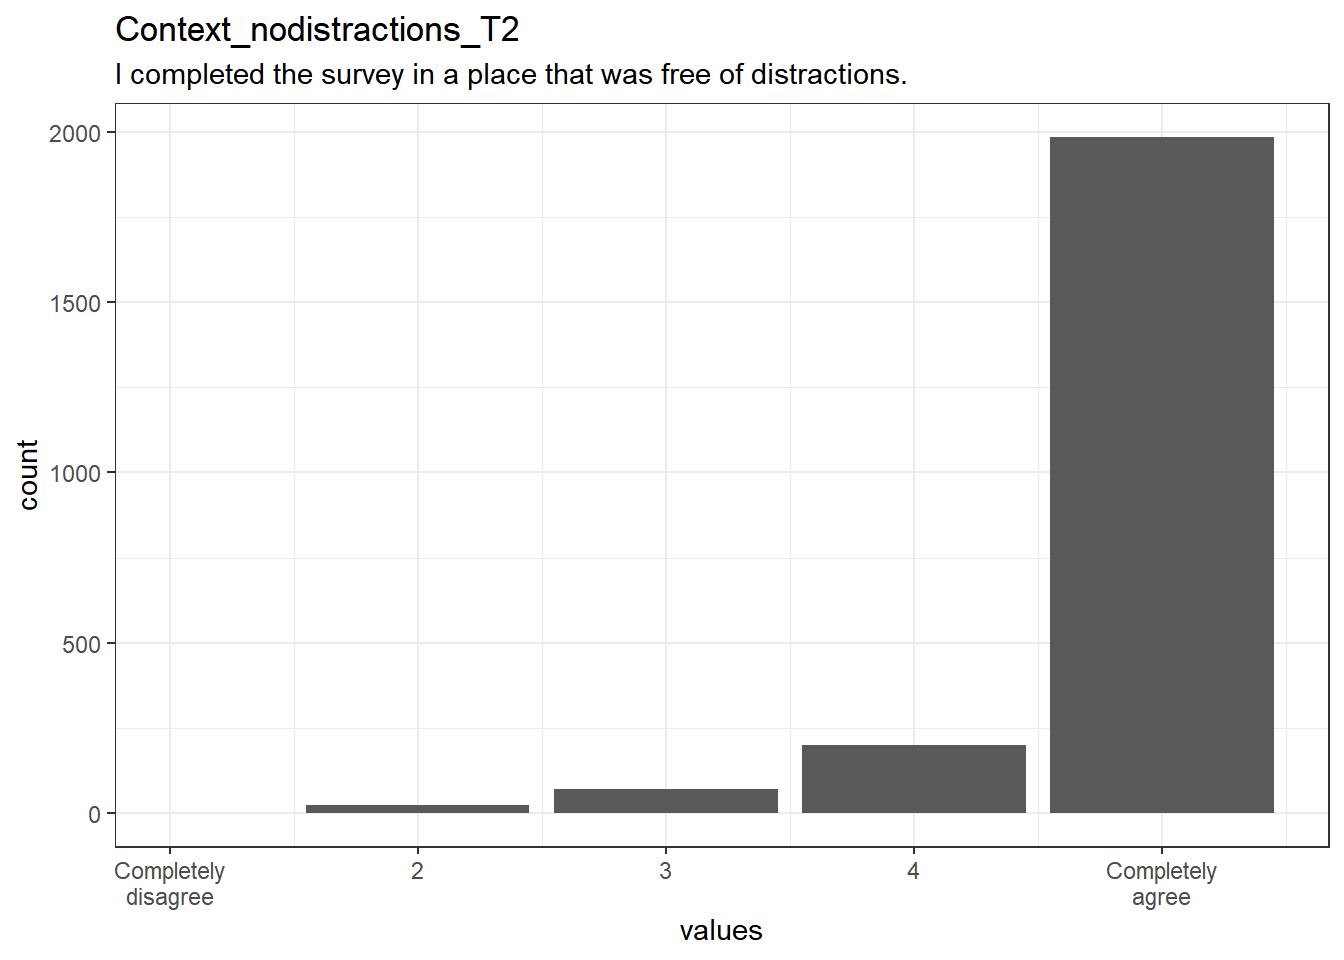 Context_nodistractions_T2
I completed the survey in a place that was free of distractions.
2000
1500
1000
500
0
count
Completely
disagree
2
3
4
Completely
agree
values